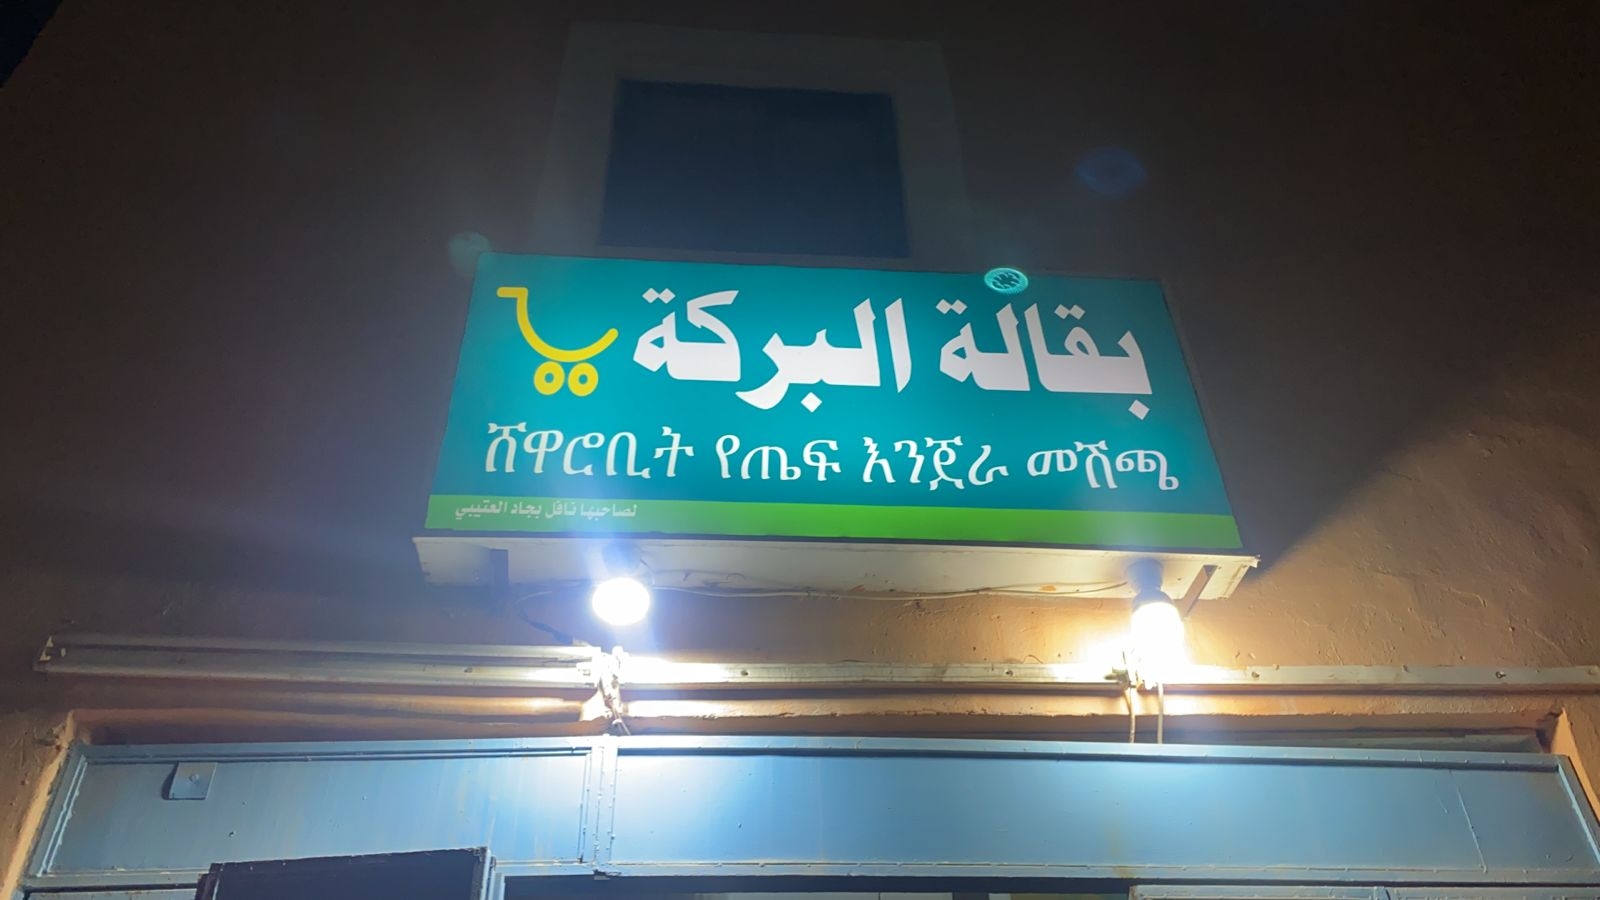 بقالة البركة
ሸዋሮቢት የጤፍ እንጀራ መሸጫ
لصاحبها نافل بجاد العتيبي